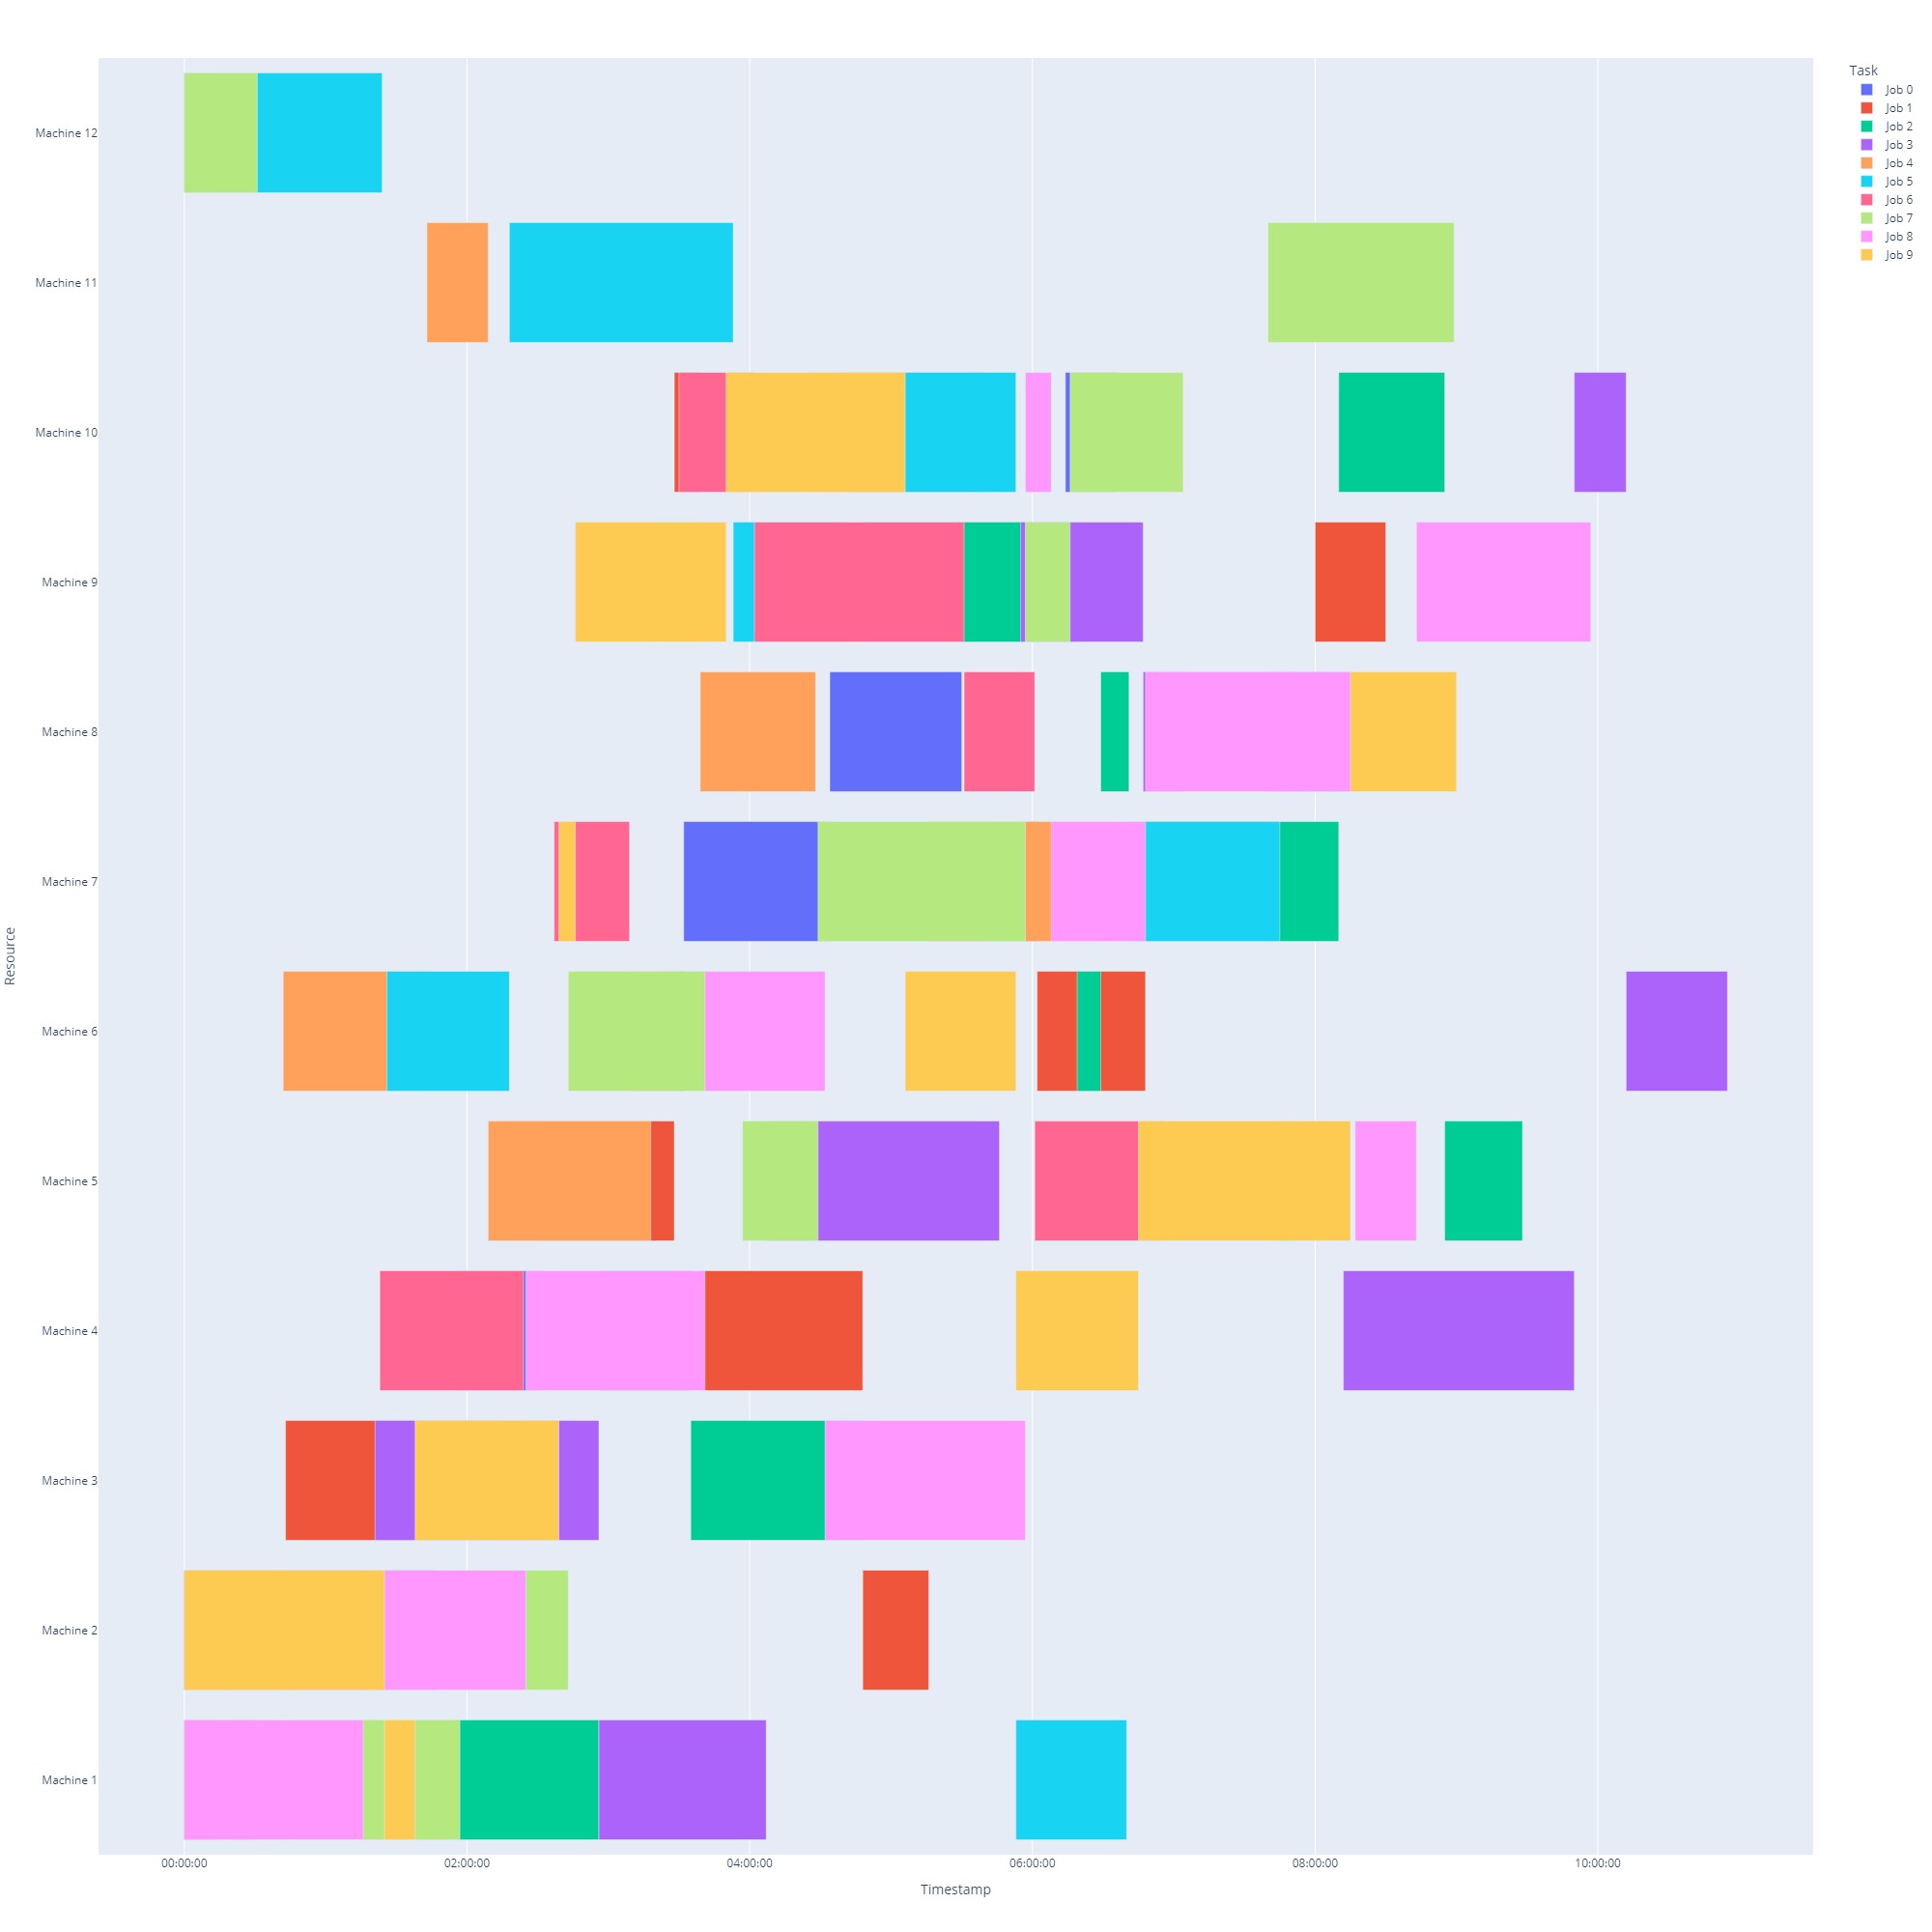 Task
Job 0
Job 1
Job 2
Job 3
Job 4
Job 5
Job 6
Job 7
Job 8
Job 9
Machine 12
Machine 11
Machine 10
Machine 9
Machine 8
Machine 7
Machine 6
Machine 5
Machine 4
Machine 3
Machine 2
Machine 1
Resource
00:00:00
02:00:00
04:00:00
06:00:00
08:00:00
10:00:00
Timestamp